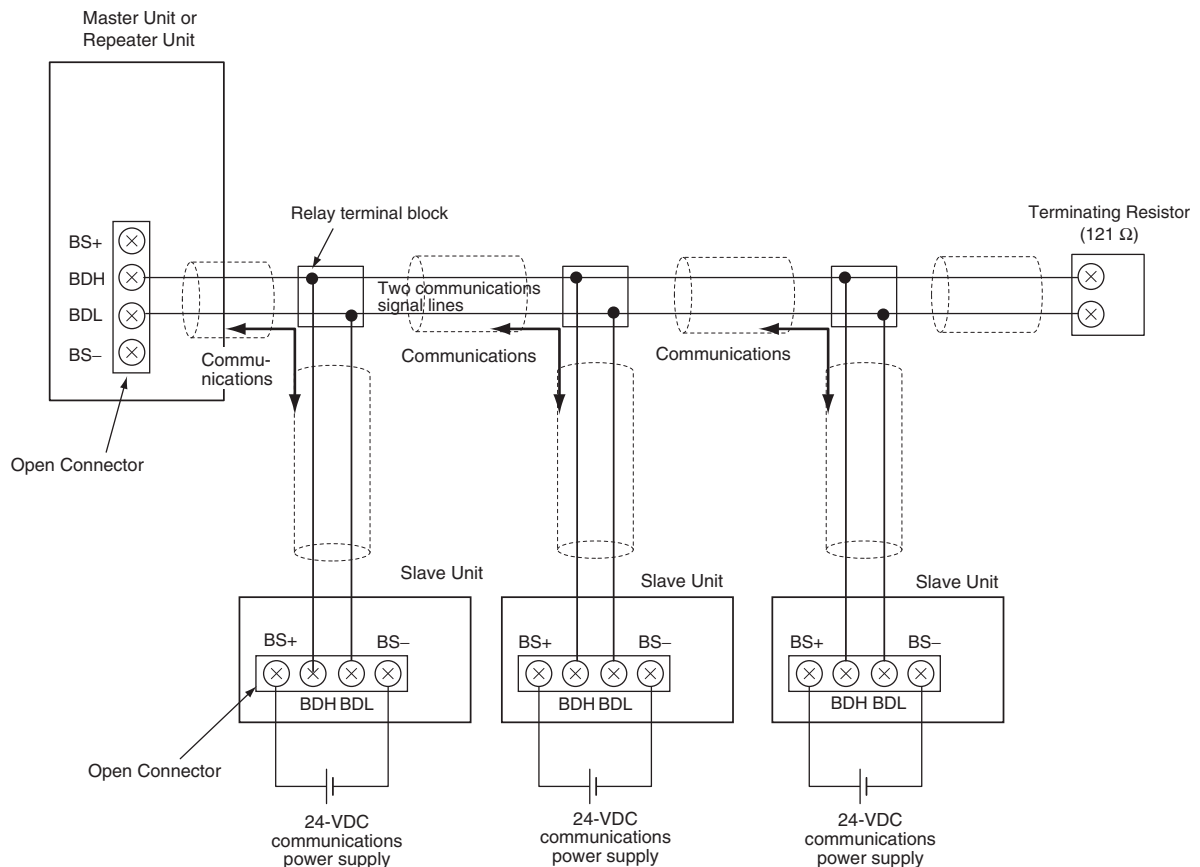 Master Unit or
Repeater Unit
Relay terminal block
Terminating Resistor
(121 Ω)
BS+
BDH
BDL
BS–
Two communications
signal lines
Commu-
nications
Communications
Communications
Open Connector
Slave Unit
Slave Unit
Slave Unit
BS+
BS–
BS+
BS–
BS+
BS–
BDH BDL
BDH BDL
BDH BDL
Open Connector
24-VDC
communications
power supply
24-VDC
communications
power supply
24-VDC
communications
power supply